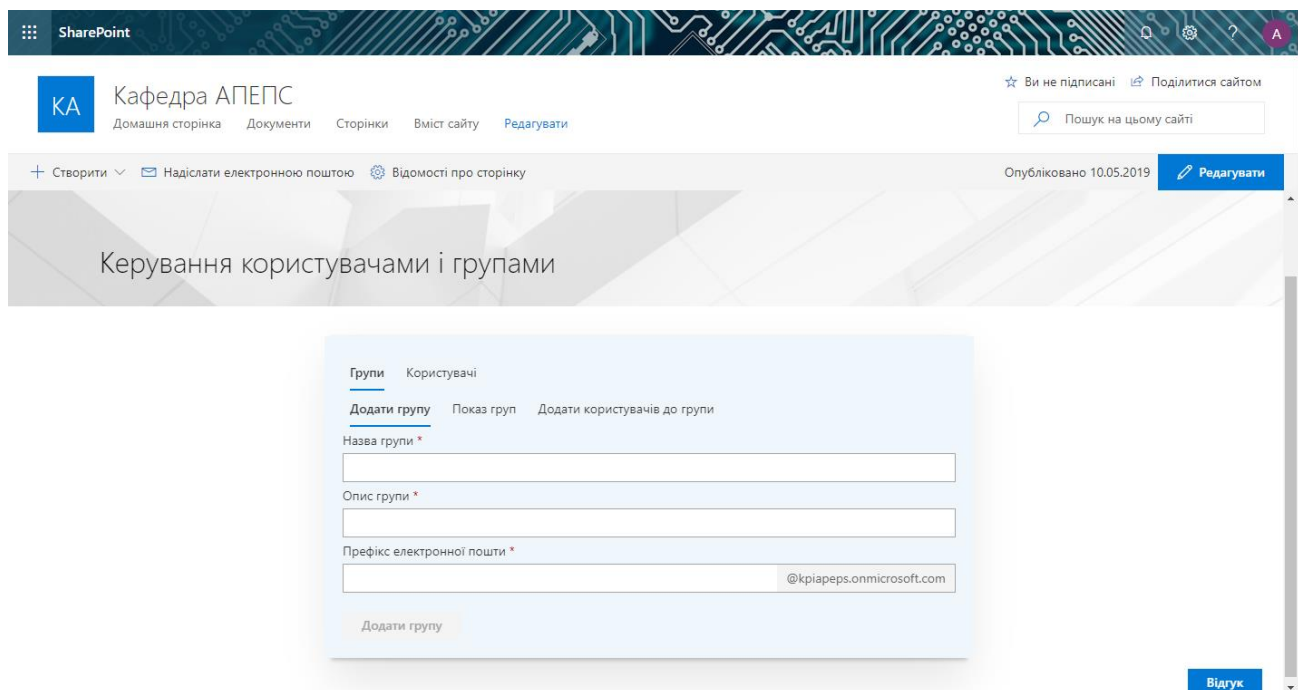 SharePoint
?
A
КА
Кафедра АПЕПС
Ви не підписані Поділитися сайтом
Домашня сторінка Документи Сторінки Вміст сайту Редагувати
Пошук на цьому сайті
Створити Надіслати електронною поштою Відомості про сторінку
Опубліковано 10.05.2019 Редагувати
Керування користувачами і групами
Групи Користувачі
Додати групу Показ груп Додати користувачів до групи
Назва групи *
Опис групи *
Префікс електронної пошти *
@kpiapeps.onmicrosoft.com
Додати групу
Відгук